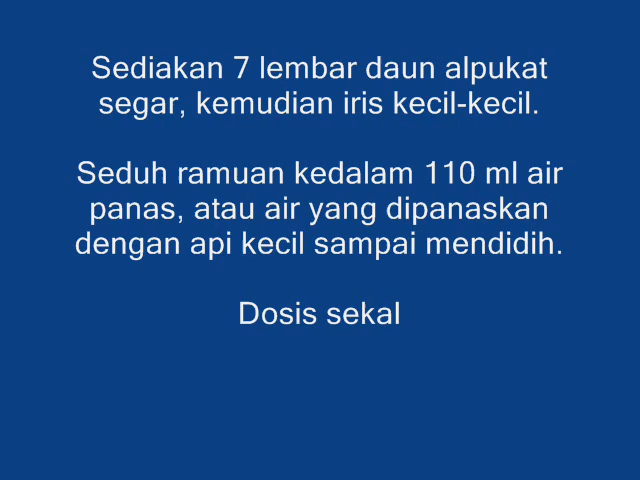 Sediakan 7 lembar daun alpukat
segar, kemudian iris kecil-kecil.
Seduh ramuan kedalam 110 ml air
panas, atau air yang dipanaskan
dengan api kecil sampai mendidih.
Dosis sekal